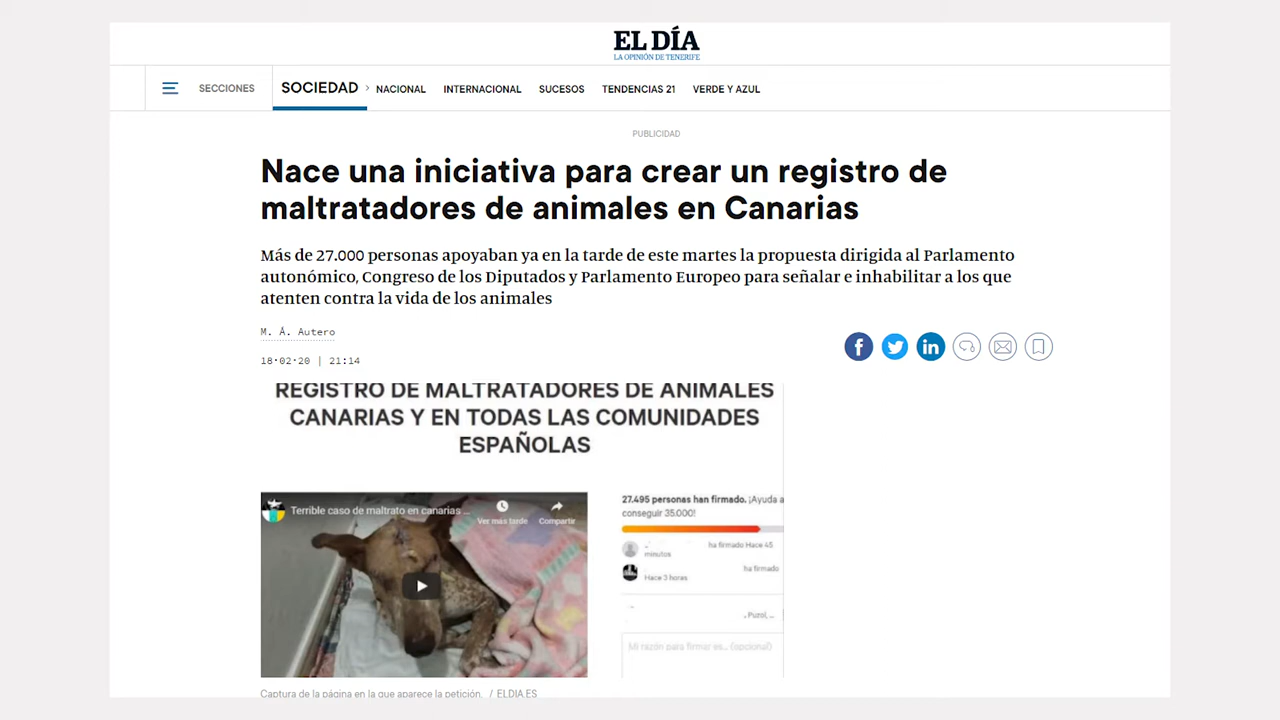 EL DÍA
LA OPINIÓN DE TENERIFE
SECCIONES
SOCIEDAD > NACIONAL INTERNACIONAL SUCESOS TENDENCIAS 21 VERDE Y AZUL
PUBLICIDAD
Nace una iniciativa para crear un registro de
maltratadores de animales en Canarias
Más de 27.000 personas apoyaban ya en la tarde de este martes la propuesta dirigida al Parlamento
autonómico, Congreso de los Diputados y Parlamento Europeo para señalar e inhabilitar a los que
atenten contra la vida de los animales
M. Á. Autero
18·02·20 | 21:14
REGISTRO DE MALTRATADORES DE ANIMALES
CANARIAS Y EN TODAS LAS COMUNIDADES
ESPAÑOLAS
Terrible caso de maltrato en canarias ...
Ver más tarde
Compartir
27.495 personas han firmado. ¡Ayuda a
conseguir 35.000!
ha firmado Hace 45
minutos
ha firmado
Hace 3 horas
, Puzol, ...
Mi razón para firmar es... (opcional)
Captura de la página en la que aparece la petición. / ELDIA.ES